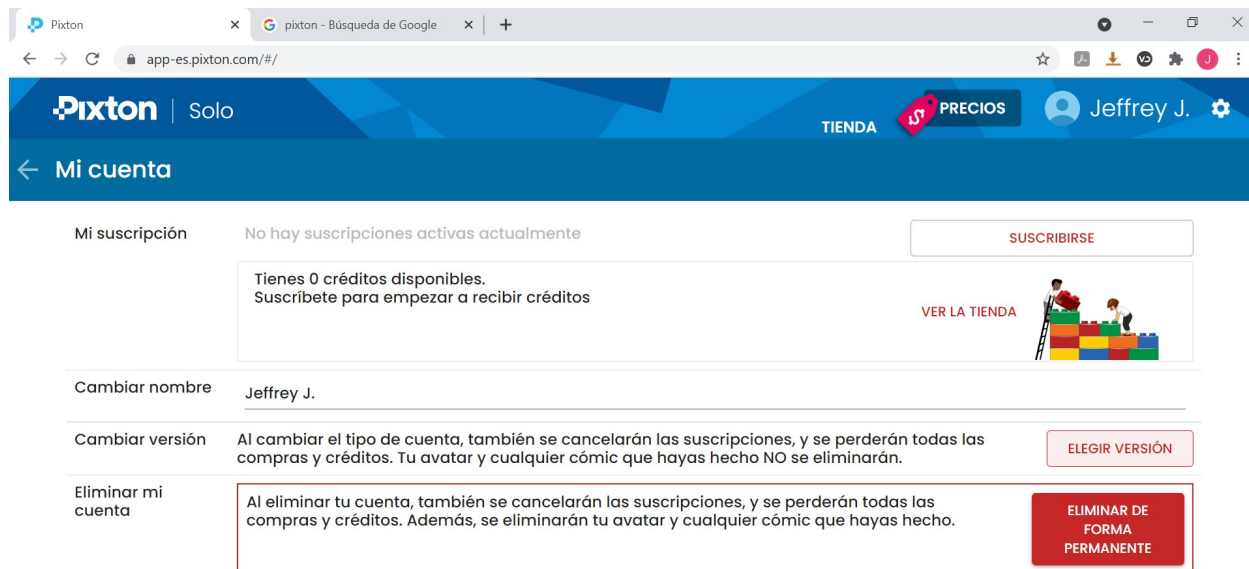 Pixton
pixton - Búsqueda de Google
app-es.pixton.com/#/
J
Pixton | Solo
TIENDA
PRECIOS
Jeffrey J.
Mi cuenta
Mi suscripción
No hay suscripciones activas actualmente
SUSCRIBIRSE
Tienes 0 créditos disponibles.
Suscríbete para empezar a recibir créditos
VER LA TIENDA
Cambiar nombre
Jeffrey J.
Cambiar versión
Al cambiar el tipo de cuenta, también se cancelarán las suscripciones, y se perderán todas las
compras y créditos. Tu avatar y cualquier cómic que hayas hecho NO se eliminarán.
ELEGIR VERSIÓN
Eliminar mi
cuenta
Al eliminar tu cuenta, también se cancelarán las suscripciones, y se perderán todas las
compras y créditos. Además, se eliminarán tu avatar y cualquier cómic que hayas hecho.
ELIMINAR DE
FORMA
PERMANENTE